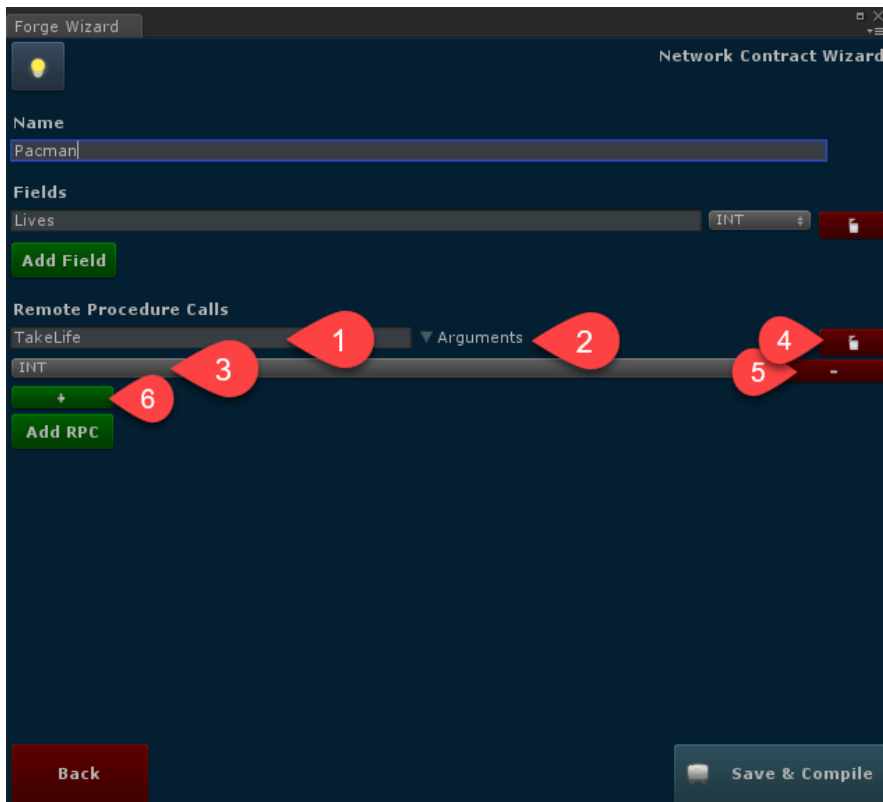 Forge Wizard
Network Contract Wizard
Name
Pacman
Fields
Lives INT
Add Field
Remote Procedure Calls
TakeLife 1 Arguments 2 4
INT 3 5 -
+ 6
Add RPC
Back Save & Compile